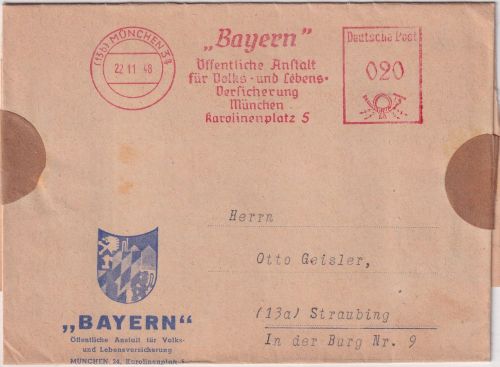 (13b) MÜNCHEN 34
22 11 48
„Bayern"
Öffentliche Anstalt
für Volks- und Lebens-
Versicherung
München
Karolinenplatz 5
Deutsche Post
020
Herrn
Otto Geisler,
(13a) Straubing
In der Burg Nr. 9
„BAYERN"
Öffentliche Anstalt für Volks-
und Lebensversicherung
MÜNCHEN 24, Karolinenplatz 5